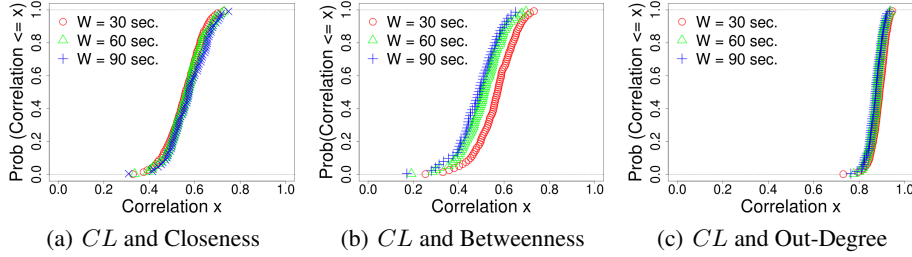 Prob (Correlation <= x)
1.0
0.8
0.6
0.4
0.2
0.0
W = 30 sec.
W = 60 sec.
W = 90 sec.
0.0 0.2 0.4 0.6 0.8 1.0
Correlation x
(a) CL and Closeness
Prob(Correlation <= x)
1.0
0.8
0.6
0.4
0.2
0.0
W = 30 sec.
W = 60 sec.
W = 90 sec.
0.0 0.2 0.4 0.6 0.8 1.0
Correlation x
(b) CL and Betweenness
Prob (Correlation <= x)
1.0
0.8
0.6
0.4
0.2
0.0
W = 30 sec.
W = 60 sec.
W = 90 sec.
0.0 0.2 0.4 0.6 0.8 1.0
Correlation x
(c) CL and Out-Degree